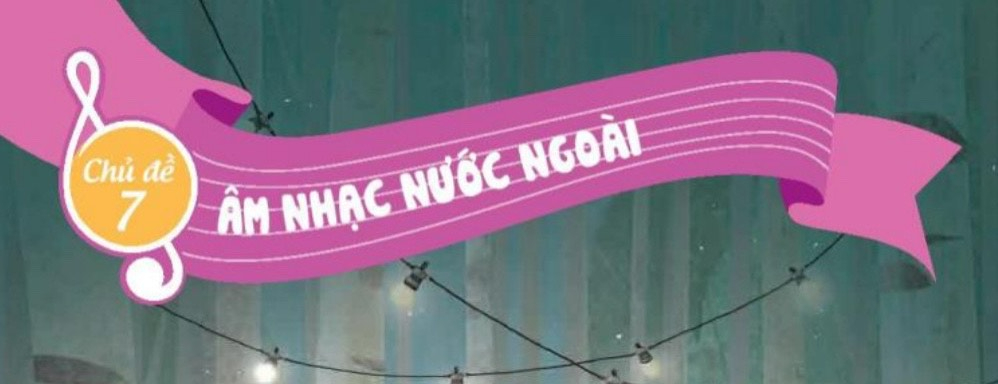 Chủ đề
7
ÂM NHẠC NƯỚC NGOÀI